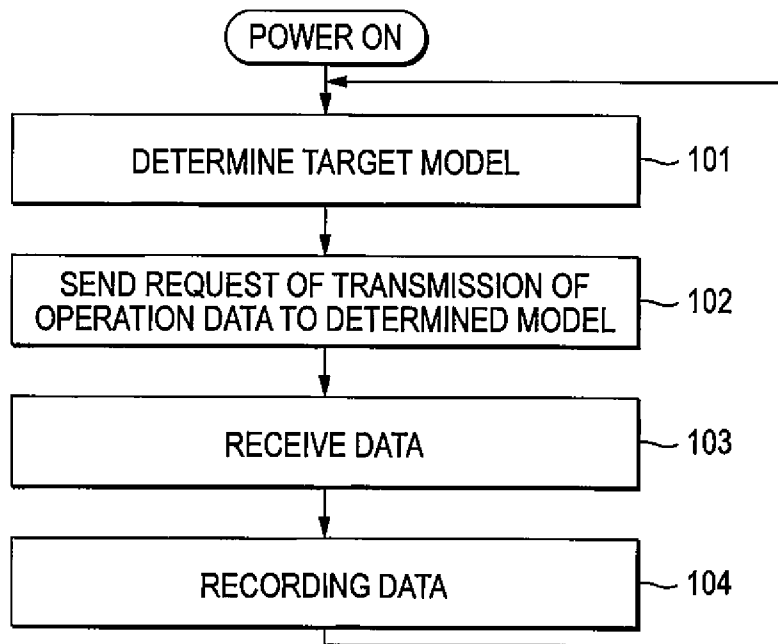 POWER ON
DETERMINE TARGET MODEL
101
SEND REQUEST OF TRANSMISSION OF
OPERATION DATA TO DETERMINED MODEL
102
RECEIVE DATA
103
RECORDING DATA
104